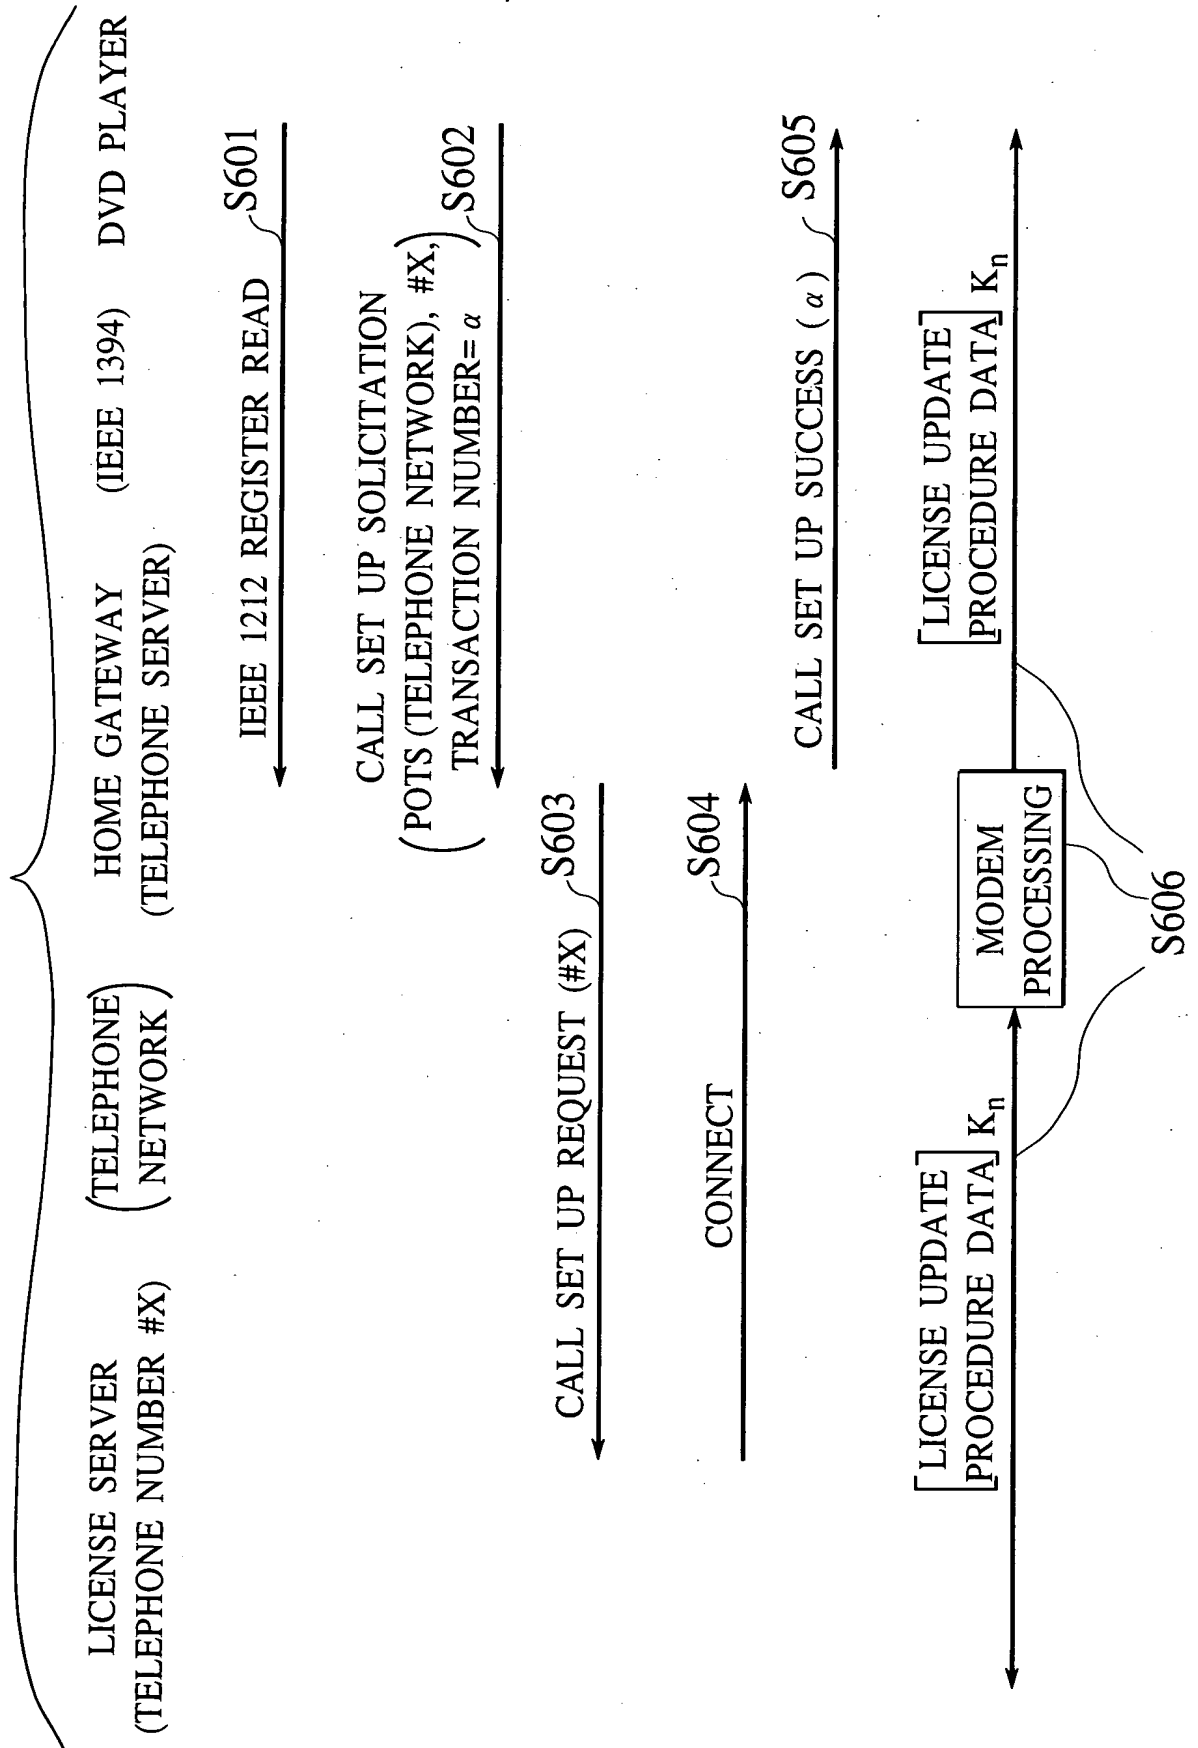 LICENSE SERVER
(TELEPHONE NUMBER #X)
(TELEPHONE
NETWORK)
HOME GATEWAY
(TELEPHONE SERVER)
(IEEE 1394)
DVD PLAYER
IEEE 1212 REGISTER READ
S601
CALL SET UP SOLICITATION
(POTS (TELEPHONE NETWORK), #X,
TRANSACTION NUMBER= α)
S602
CALL SET UP REQUEST (#X)
S603
CONNECT
S604
CALL SET UP SUCCESS (α)
S605
[LICENSE UPDATE
PROCEDURE DATA] Kn
MODEM
PROCESSING
[LICENSE UPDATE
PROCEDURE DATA] Kn
S606